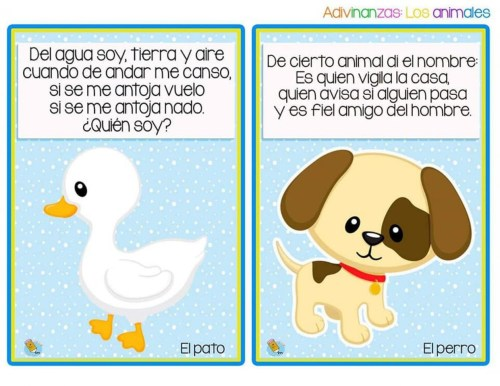 Adivinanzas: Los animales
Del agua soy, tierra y aire
cuando de andar me canso,
si se me antoja vuelo
si se me antoja nado.
¿Quién soy?
El pato
De cierto animal di el nombre:
Es quien vigila la casa,
quien avisa si alguien pasa
y es fiel amigo del hombre.
El perro